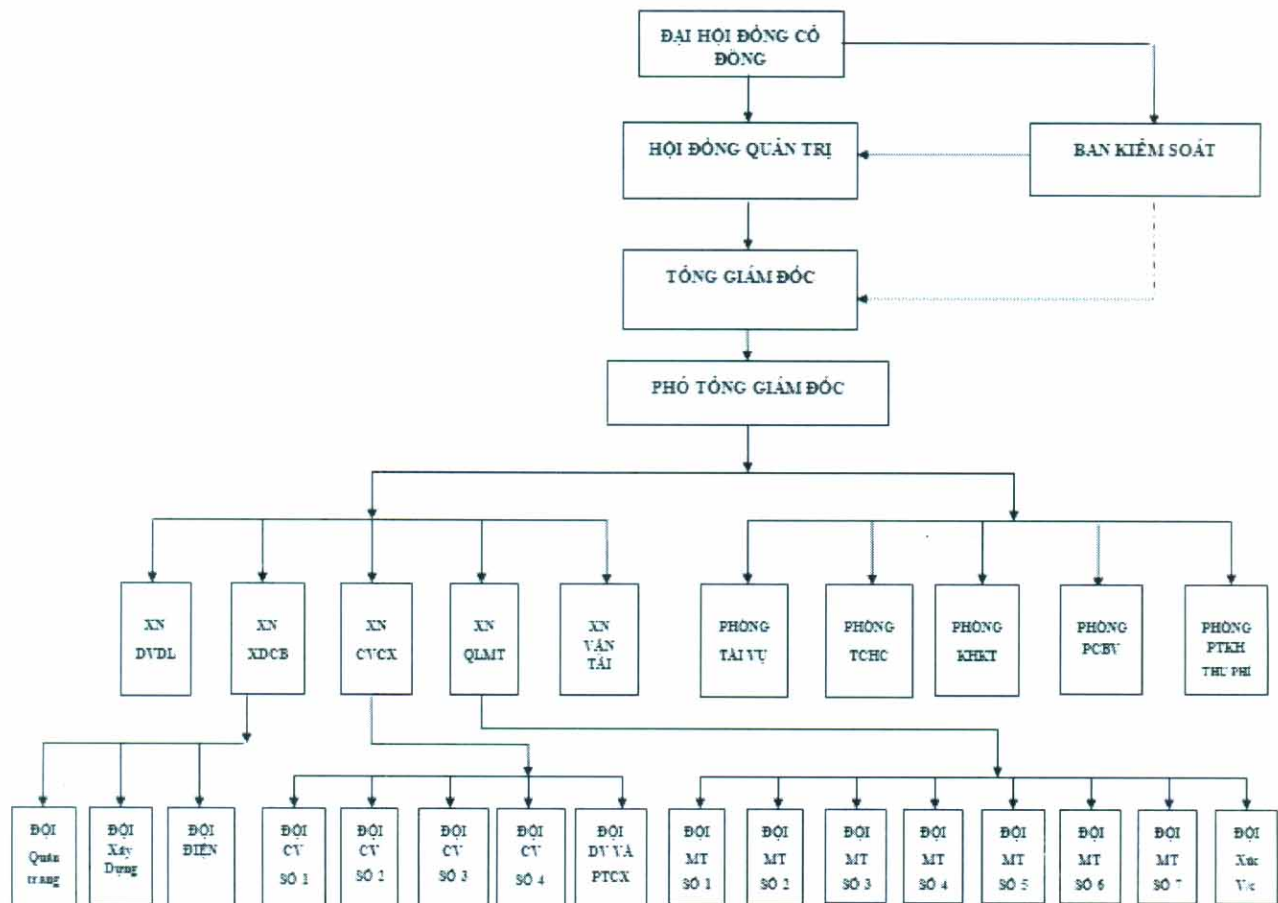 ĐẠI HỘI ĐỒNG CỔ
ĐÔNG
HỘI ĐỒNG QUẢN TRỊ
BAN KIỂM SOÁT
TỔNG GIÁM ĐỐC
PHÓ TỔNG GIÁM ĐỐC
XN
DVDL
XN
XDCB
XN
CVCX
XN
QLMT
XN
VẬN
TẢI
PHÒNG
TÀI VỤ
PHÒNG
TCHC
PHÒNG
KHKT
PHÒNG
PCBV
PHÒNG
PTKH
THU PHÍ
ĐỘI
Quản
trang
ĐỘI
Xây
Dựng
ĐỘI
ĐIỆN
ĐỘI
CV
SỐ 1
ĐỘI
CV
SỐ 2
ĐỘI
CV
SỐ 3
ĐỘI
CV
SỐ 4
ĐỘI
DV VÀ
PTCX
ĐỘI
MT
SỐ 1
ĐỘI
MT
SỐ 2
ĐỘI
MT
SỐ 3
ĐỘI
MT
SỐ 4
ĐỘI
MT
SỐ 5
ĐỘI
MT
SỐ 6
ĐỘI
MT
SỐ 7
ĐỘI
Xúc
V/c